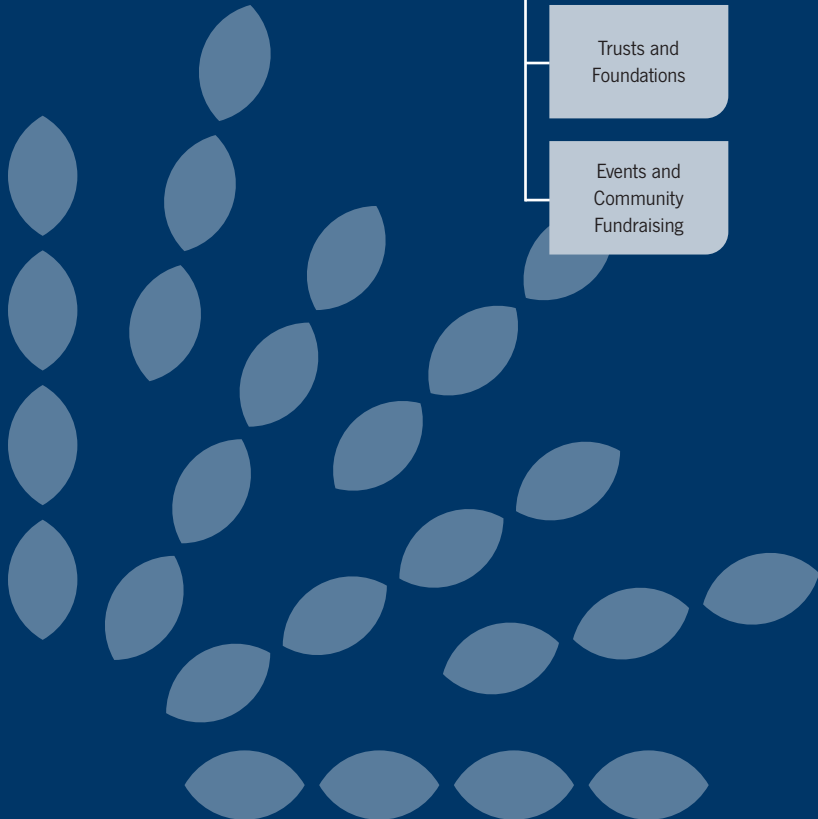 Trusts and
Foundations
Events and
Community
Fundraising